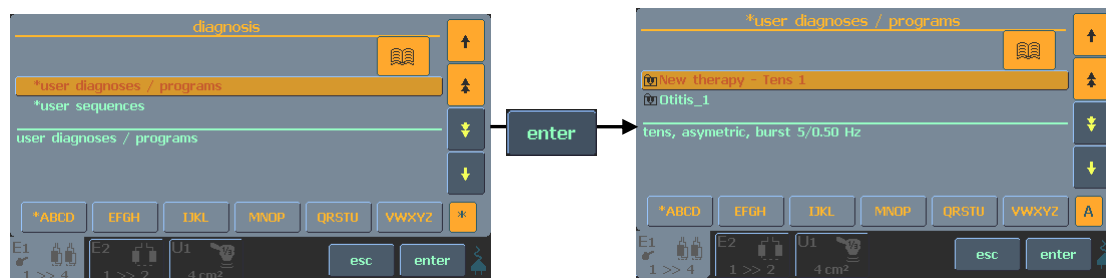 diagnosis
*user diagnoses / programs
*user sequences
user diagnoses / programs
*ABCD EFGH IJKL MNOP QRSTU VWXYZ *
E1 E2 U1
1 >> 4 1 >> 2 4 cm²
esc enter
enter
*user diagnoses / programs
New therapy - Tens 1
Otitis_1
tens, asymetric, burst 5/0.50 Hz
*ABCD EFGH IJKL MNOP QRSTU VWXYZ A
E1 E2 U1
1 >> 4 1 >> 2 4 cm²
esc enter